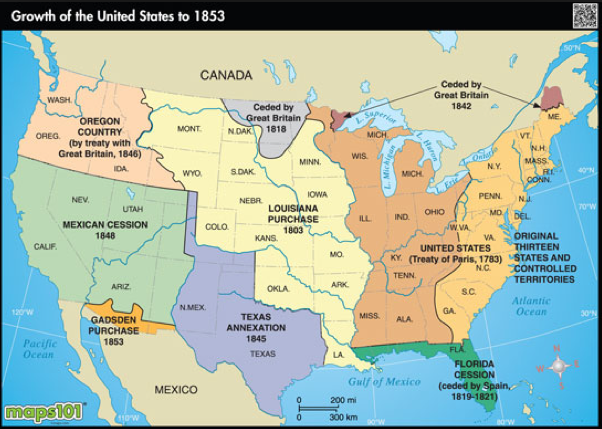 Growth of the United States to 1853
50°N
CANADA
Ceded by
Great Britain
1842
Ceded by
Great Britain
1818
WASH.
OREGON
COUNTRY
(by treaty with
Great Britain, 1846)
OREG.
IDA.
MONT.
N.DAK.
MINN.
L. Superior
MICH.
ME.
VT.
N.H.
MASS.
R.I.
CONN.
40°N
70°W
WIS.
L. Michigan
Huron
MICH.
Ontario
Erie
N.Y.
WYO.
S.DAK.
NEBR.
IOWA
LOUISIANA
PURCHASE
1803
NEV.
UTAH
MEXICAN CESSION
1848
CALIF.
COLO.
KANS.
MO.
ILL.
IND.
OHIO
PENN.
N.J.
MD.
DEL.
W.VA.
VA.
UNITED STATES
(Treaty of Paris, 1783)
ORIGINAL
THIRTEEN
STATES AND
CONTROLLED
TERRITORIES
KY.
N.C.
TENN.
ARIZ.
OKLA.
ARK.
S.C.
Atlantic
Ocean
120°W
GADSDEN
PURCHASE
1853
N.MEX.
TEXAS
ANNEXATION
1845
TEXAS
MISS.
ALA.
GA.
30°N
Pacific
Ocean
LA.
FLA.
FLORIDA
CESSION
(ceded by Spain,
1819-1821)
N
W
E
S
MEXICO
Gulf of Mexico
0
200 mi
0
300 km
maps101
110°W
90°W
80°W